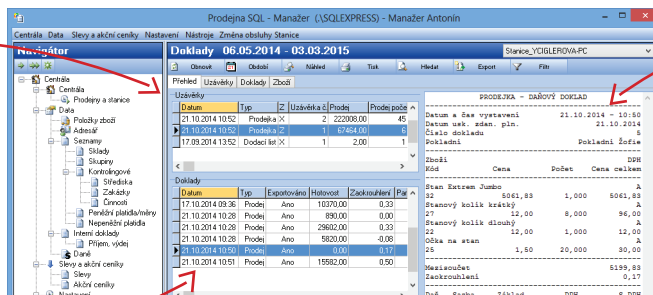 Prodejna SQL - Manažer (.\SQLEXPRESS) - Manažer
Centrála Data Slevy a akční ceníky Nastavení Nástroje Změna obsluhy Stanice
Navigátor
Centrála
Centrála
Prodejny a stanice
Data
Položky zboží
Adresář
Seznamy
Sklady
Skupiny
Kontrolingové
Střediska
Zakázky
Činnosti
Peněžní platidla/měny
Nepeněžní platidla
Interní doklady
Příjem, výdej
Daně
Slevy a akční ceníky
Slevy
Akční ceníky
Nastavení
Doklady 06.05.2014 - 03.03.2015
Stanice_YCIGLEROVA-PC
Obnovit Období Náhled Tisk Hledat Export Filtr
Přehled Uzávěrky Doklady Zboží
Uzávěrky
Datum Typ Z Uzávěrka č. Prodej Prodej poče
21.10.2014 10:52 Prodejka X 2 222008,00 45
21.10.2014 10:52 Prodejka X 1 67464,00 6
17.09.2014 13:52 Dodací list X 1 2,00 1
Doklady
Datum Typ Exportováno Hotovost Zaokrouhlení Par
17.10.2014 09:36 Prodej Ano 10370,00 0,33
21.10.2014 10:28 Prodej Ano 890,00 0,00
21.10.2014 10:28 Prodej Ano 29602,00 0,33
21.10.2014 10:28 Prodej Ano 5820,00 -0,08
21.10.2014 10:50 Prodej Ano 0,00 0,17
21.10.2014 10:51 Prodej Ano 15582,00 0,50
PRODEJKA - DAŇOVÝ DOKLAD
Datum a čas vystavení 21.10.2014 - 10:50
Datum usk. zdan. pln. 21.10.2014
Číslo dokladu 5
Pokladní Pokladní Žofie
Zboží DPH
Kód Cena Počet Cena celkem
Stan Extrem Jumbo A
32 5061,83 1,000 5061,83
Stanový kolík krátký A
27 12,00 8,000 96,00
Stanový kolík dlouhý A
22 12,00 1,000 12,00
Očka na stan A
25 1,50 20,000 30,00
Mezisoučet 5199,83
Zaokrouhlení 0,17
Daň Sazba Základ DPH S DPH